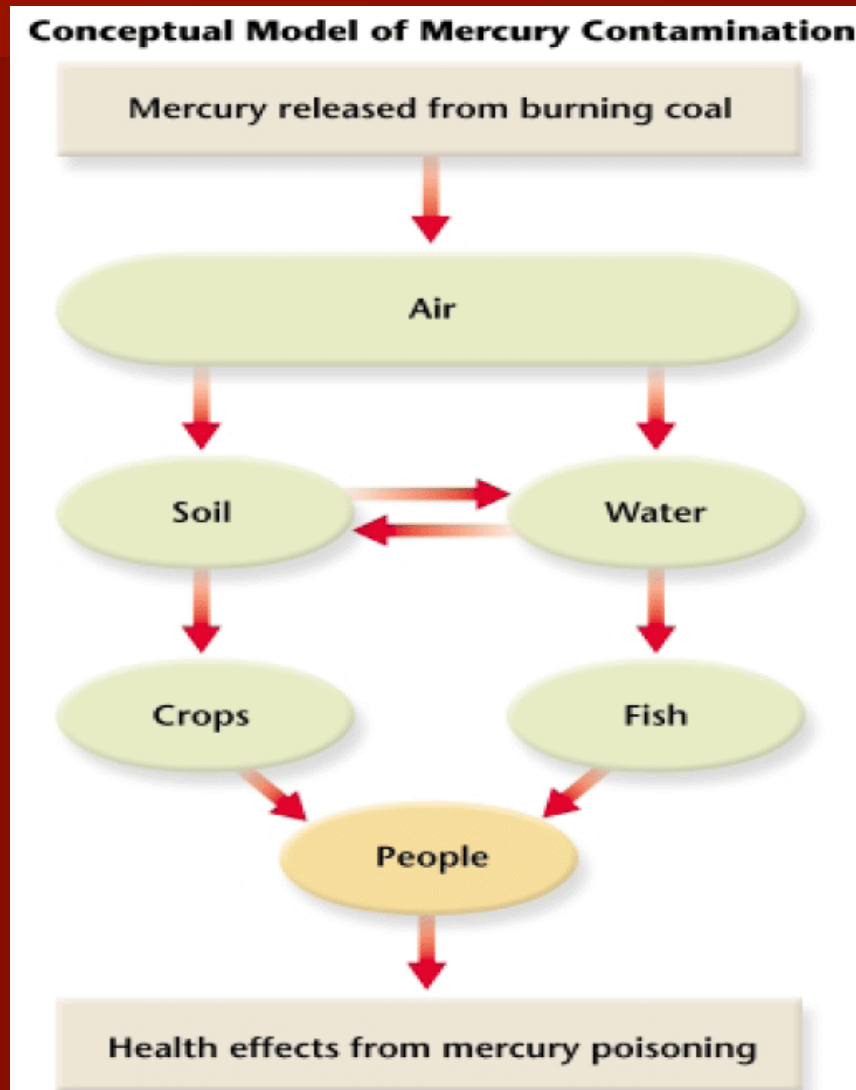 Conceptual Model of Mercury Contamination
Mercury released from burning coal
Air
Soil
Water
Crops
Fish
People
Health effects from mercury poisoning